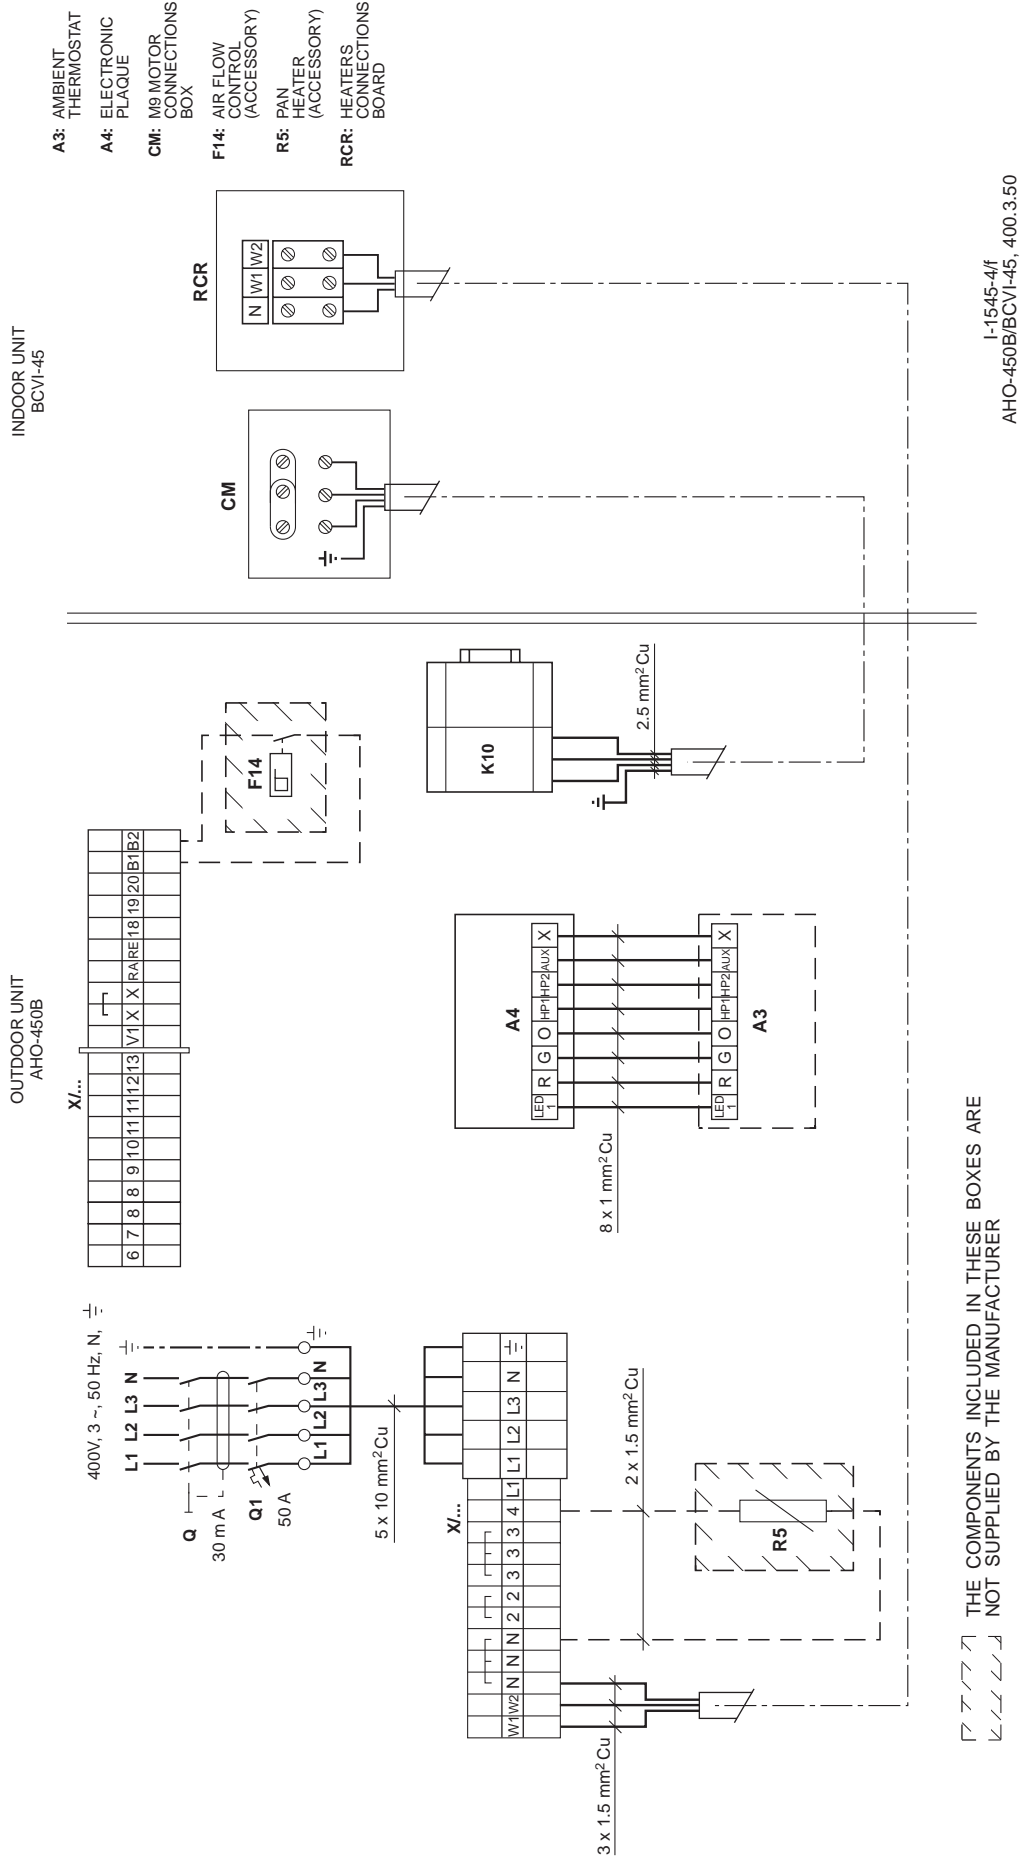 OUTDOOR UNIT
AHO-450B
INDOOR UNIT
BCVI-45
400V, 3 ~, 50 Hz, N,
L1 L2 L3 N
Q
30 mA
Q1
50 A
L1 L2 L3 N
5 x 10 mm² Cu
X/...
W1 W2 N N N 2 2 3 3 3 4 L1 L1 L2 L3 N
3 x 1.5 mm² Cu
2 x 1.5 mm² Cu
R5
X/...
6 7 8 8 9 10 11 11 12 13 V1 X X RA RE 18 19 20 B1 B2
F14
A4
LED 1 R G O HP1 HP2 AUX X
8 x 1 mm² Cu
LED 1 R G O HP1 HP2 AUX X
A3
K10
2.5 mm² Cu
CM
RCR
N W1 W2
A3: AMBIENT
THERMOSTAT
A4: ELECTRONIC
PLAQUE
CM: M9 MOTOR
CONNECTIONS
BOX
F14: AIR FLOW
CONTROL
(ACCESSORY)
R5: PAN
HEATER
(ACCESSORY)
RCR: HEATERS
CONNECTIONS
BOARD
THE COMPONENTS INCLUDED IN THESE BOXES ARE
NOT SUPPLIED BY THE MANUFACTURER
I-1545-4/f
AHO-450B/BCVI-45, 400.3.50